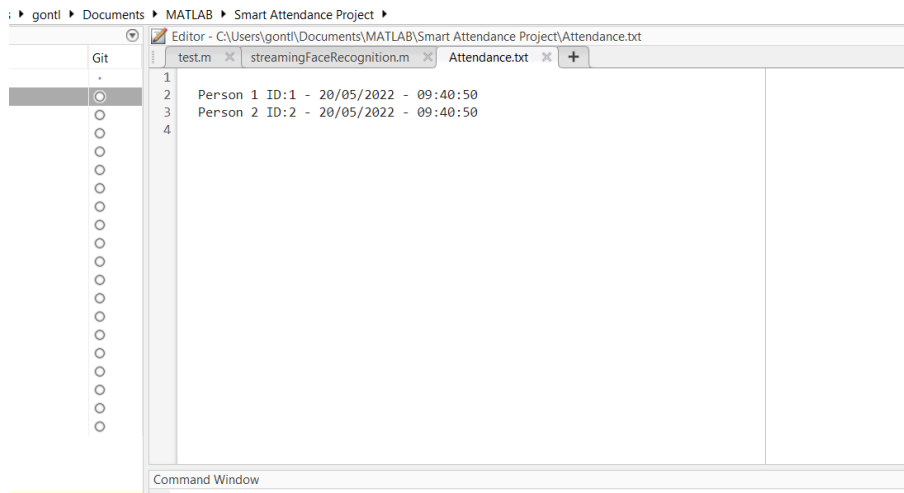 gontl Documents MATLAB Smart Attendance Project
Editor - C:\Users\gontl\Documents\MATLAB\Smart Attendance Project\Attendance.txt
Git
test.m streamingFaceRecognition.m Attendance.txt
1
2 Person 1 ID:1 - 20/05/2022 - 09:40:50
3 Person 2 ID:2 - 20/05/2022 - 09:40:50
4
Command Window